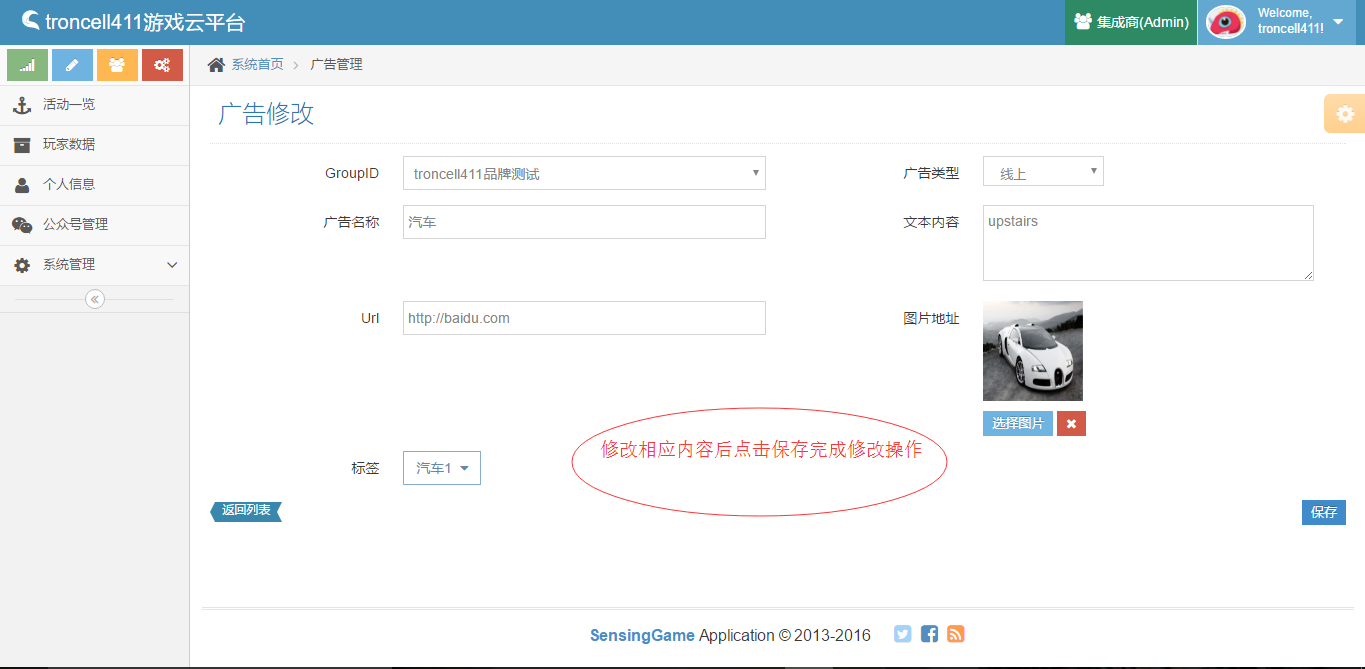 troncell411游戏云平台
集成商(Admin)
Welcome,
troncell411!
系统首页
广告管理
活动一览
玩家数据
个人信息
公众号管理
系统管理
广告修改
GroupID
troncell411品牌测试
广告类型
线上
广告名称
汽车
文本内容
upstairs
Url
http://baidu.com
图片地址
选择图片
标签
汽车1
修改相应内容后点击保存完成修改操作
返回列表
保存
SensingGame Application © 2013-2016